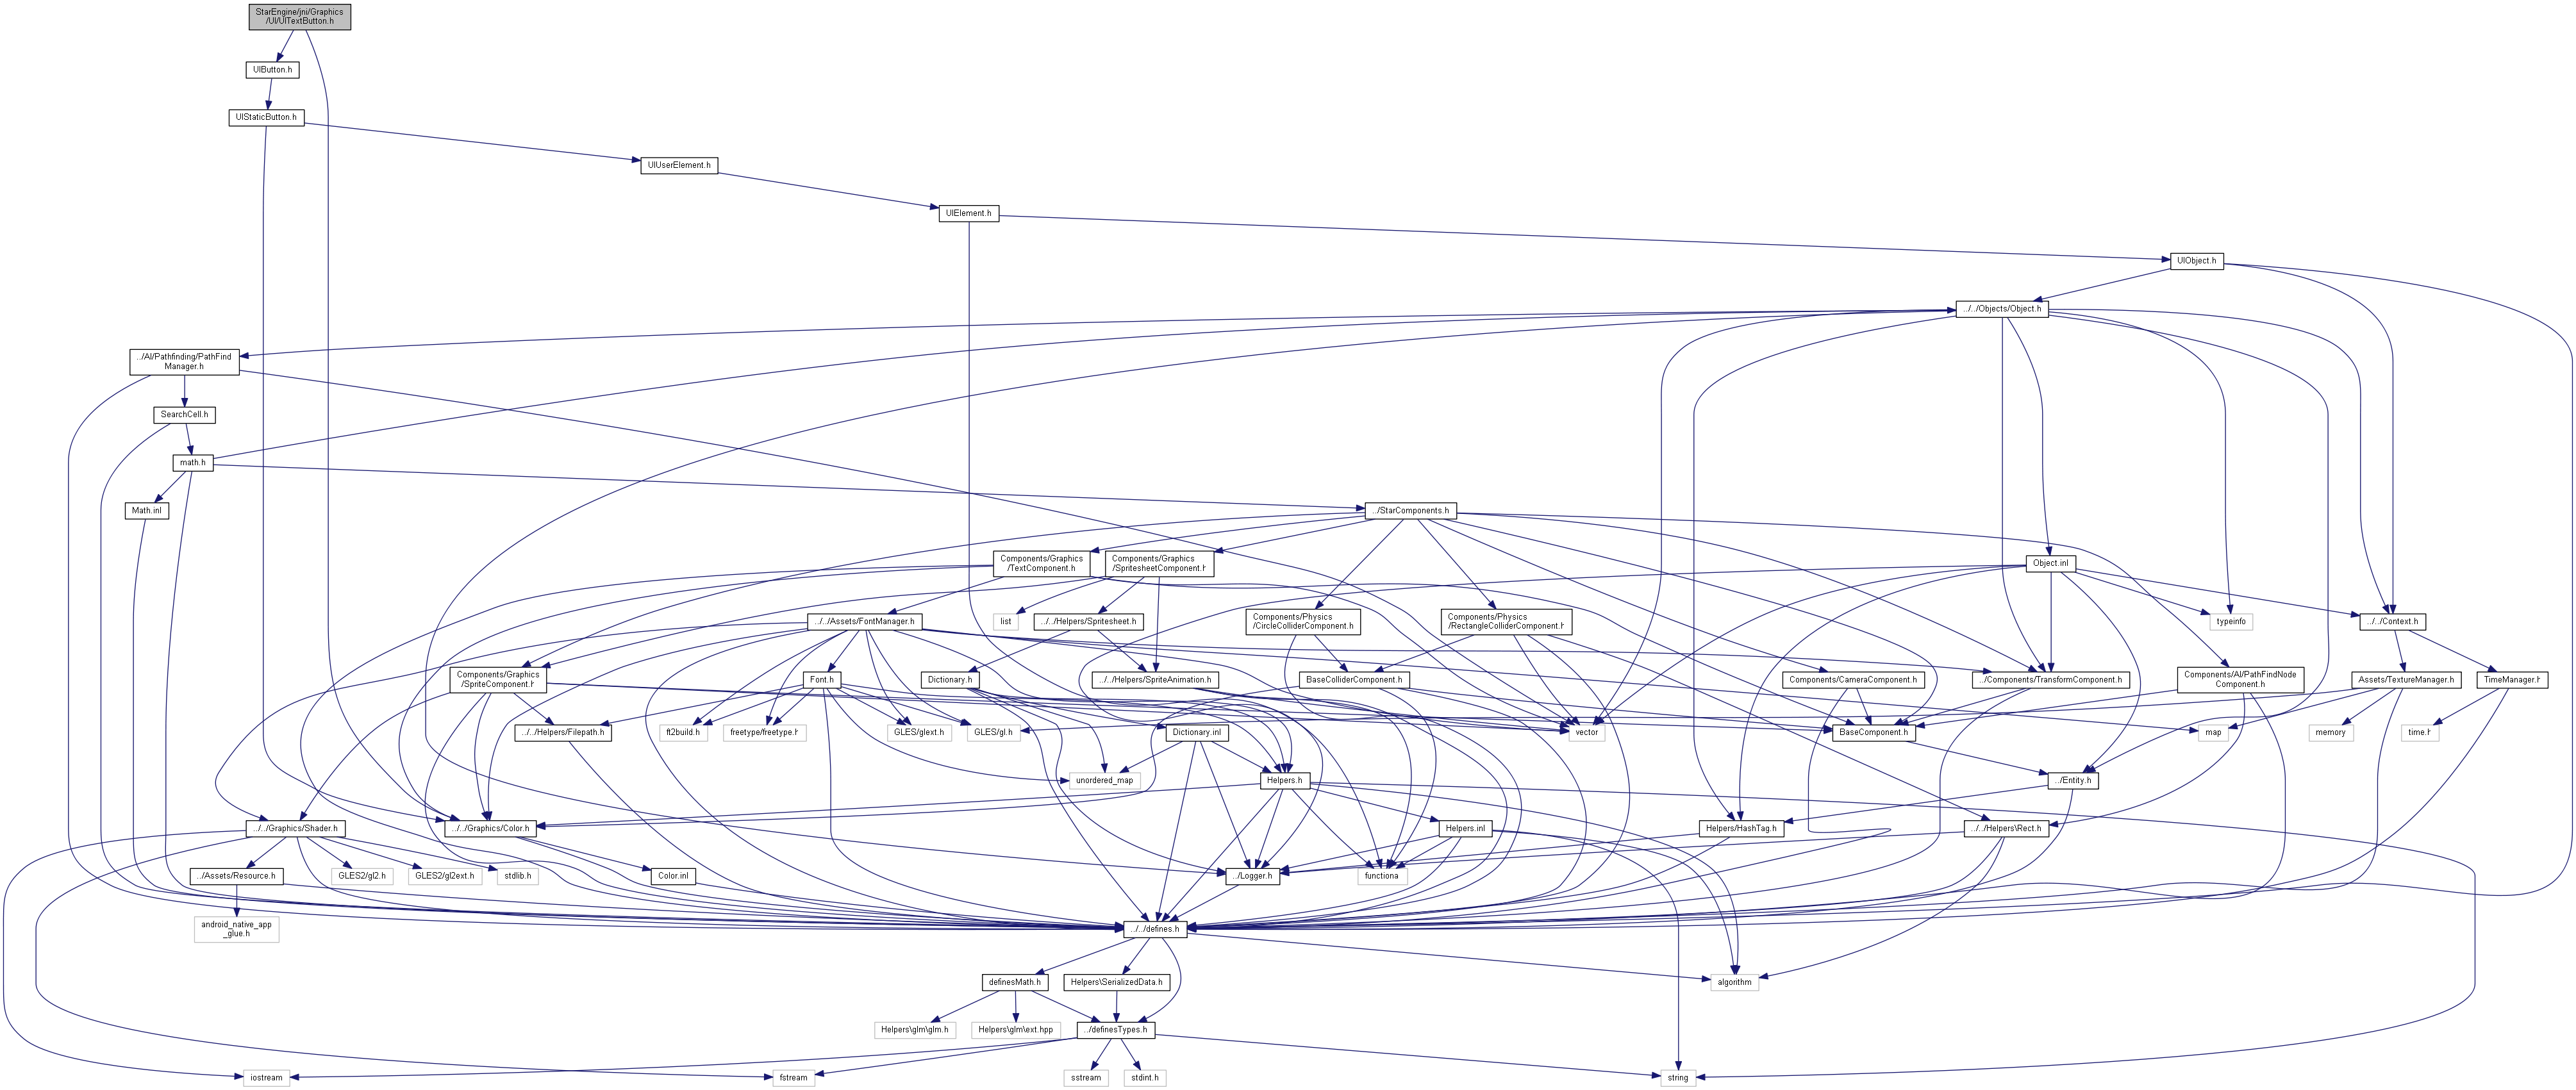 StarEngine/jni/Graphics
/UI/UITextButton.h
UIButton.h
UIStaticButton.h
UIUserElement.h
UIElement.h
UIObject.h
../../Objects/Object.h
../AI/Pathfinding/PathFind
Manager.h
SearchCell.h
math.h
Math.inl
../StarComponents.h
Components/Graphics
/TextComponent.h
Components/Graphics
/SpritesheetComponent.h
Object.inl
list
../../Helpers/Spritesheet.h
Components/Physics
/CircleColliderComponent.h
Components/Physics
/RectangleColliderComponent.h
../../Assets/FontManager.h
typeinfo
../../Context.h
Components/Graphics
/SpriteComponent.h
Font.h
Dictionary.h
../../Helpers/SpriteAnimation.h
BaseColliderComponent.h
Components/CameraComponent.h
../Components/TransformComponent.h
Components/AI/PathFindNode
Component.h
Assets/TextureManager.h
TimeManager.h
../../Helpers/Filepath.h
ft2build.h
freetype/freetype.h
GLES/glext.h
GLES/gl.h
Dictionary.inl
vector
BaseComponent.h
map
memory
time.h
unordered_map
Helpers.h
../Entity.h
../../Graphics/Shader.h
../../Graphics/Color.h
Helpers.inl
Helpers/HashTag.h
../../Helpers\Rect.h
../Assets/Resource.h
GLES2/gl2.h
GLES2/gl2ext.h
stdlib.h
Color.inl
../Logger.h
functiona
android_native_app
_glue.h
../../defines.h
definesMath.h
Helpers\SerializedData.h
algorithm
Helpers\glm\glm.h
Helpers\glm\ext.hpp
../definesTypes.h
iostream
fstream
sstream
stdint.h
string